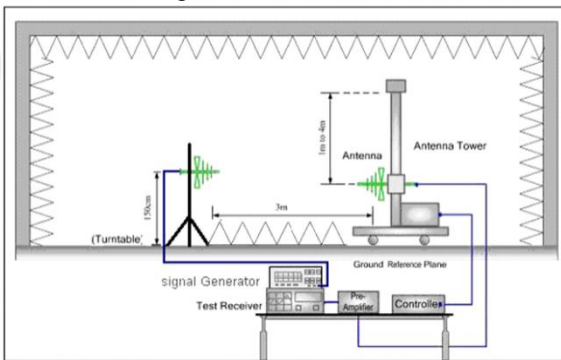 1m to 4m
Antenna
Antenna Tower
150cm
3m
(Turntable)
Ground Reference Plane
signal Generator
Test Receiver
Pre-
Amplifier
Controller